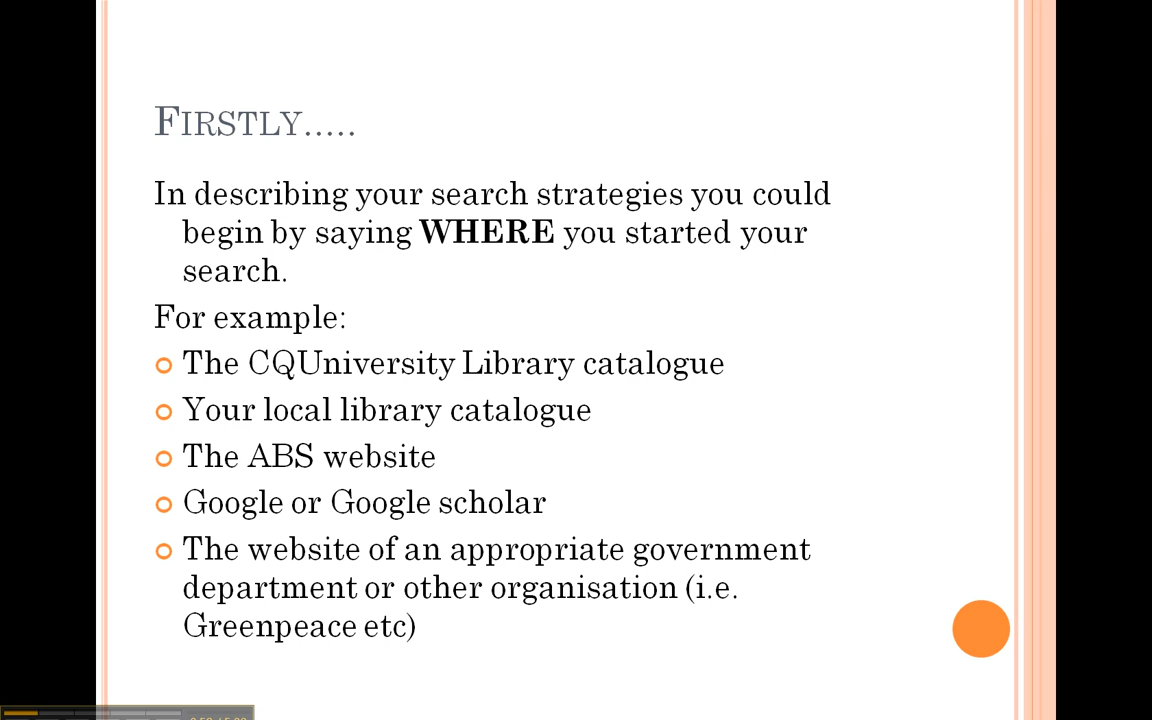 FIRSTLY.....
In describing your search strategies you could
begin by saying WHERE you started your
search.
For example:
The CQUniversity Library catalogue
Your local library catalogue
The ABS website
Google or Google scholar
The website of an appropriate government
department or other organisation (i.e.
Greenpeace etc)